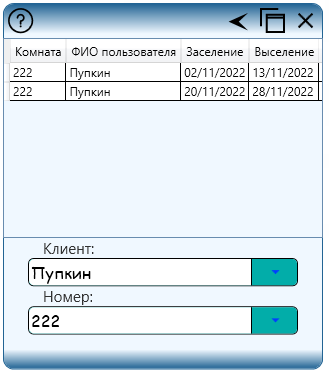 ?
Комната ФИО пользователя Заселение Выселение
222 Пупкин 02/11/2022 13/11/2022
222 Пупкин 20/11/2022 28/11/2022
Клиент:
Пупкин
Номер:
222